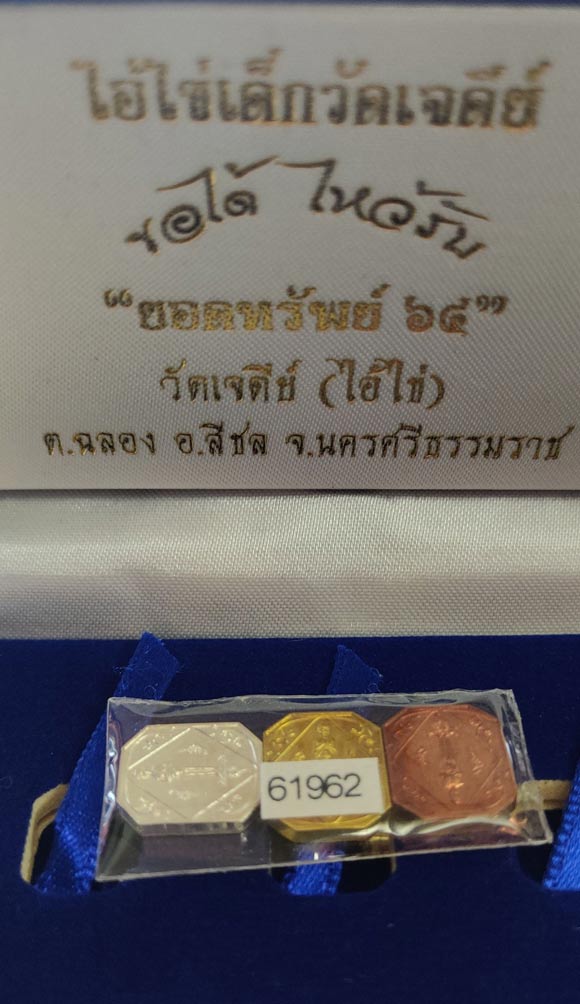 ไอ้ไข่เด็กวัดเจดีย์
ขอได้ ไหว้รับ
“ยอดทรัพย์ ๖๔”
วัดเจดีย์ (ไอ้ไข่)
ต.ฉลอง อ.สิชล จ.นครศรีธรรมราช
61962